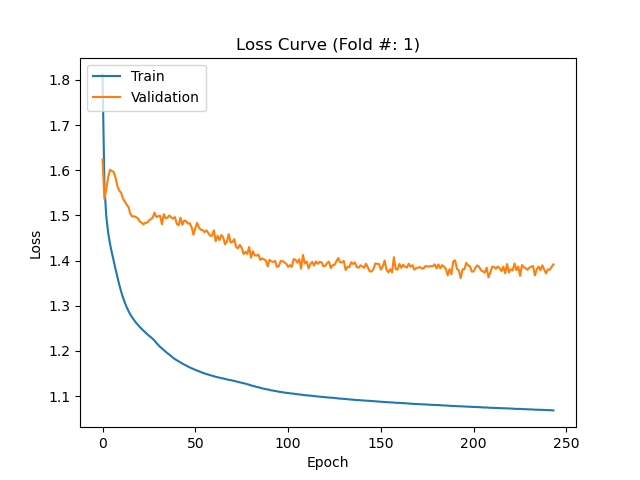 Loss Curve (Fold #: 1)
Train
Validation
Loss
1.8
1.7
1.6
1.5
1.4
1.3
1.2
1.1
0 50 100 150 200 250
Epoch